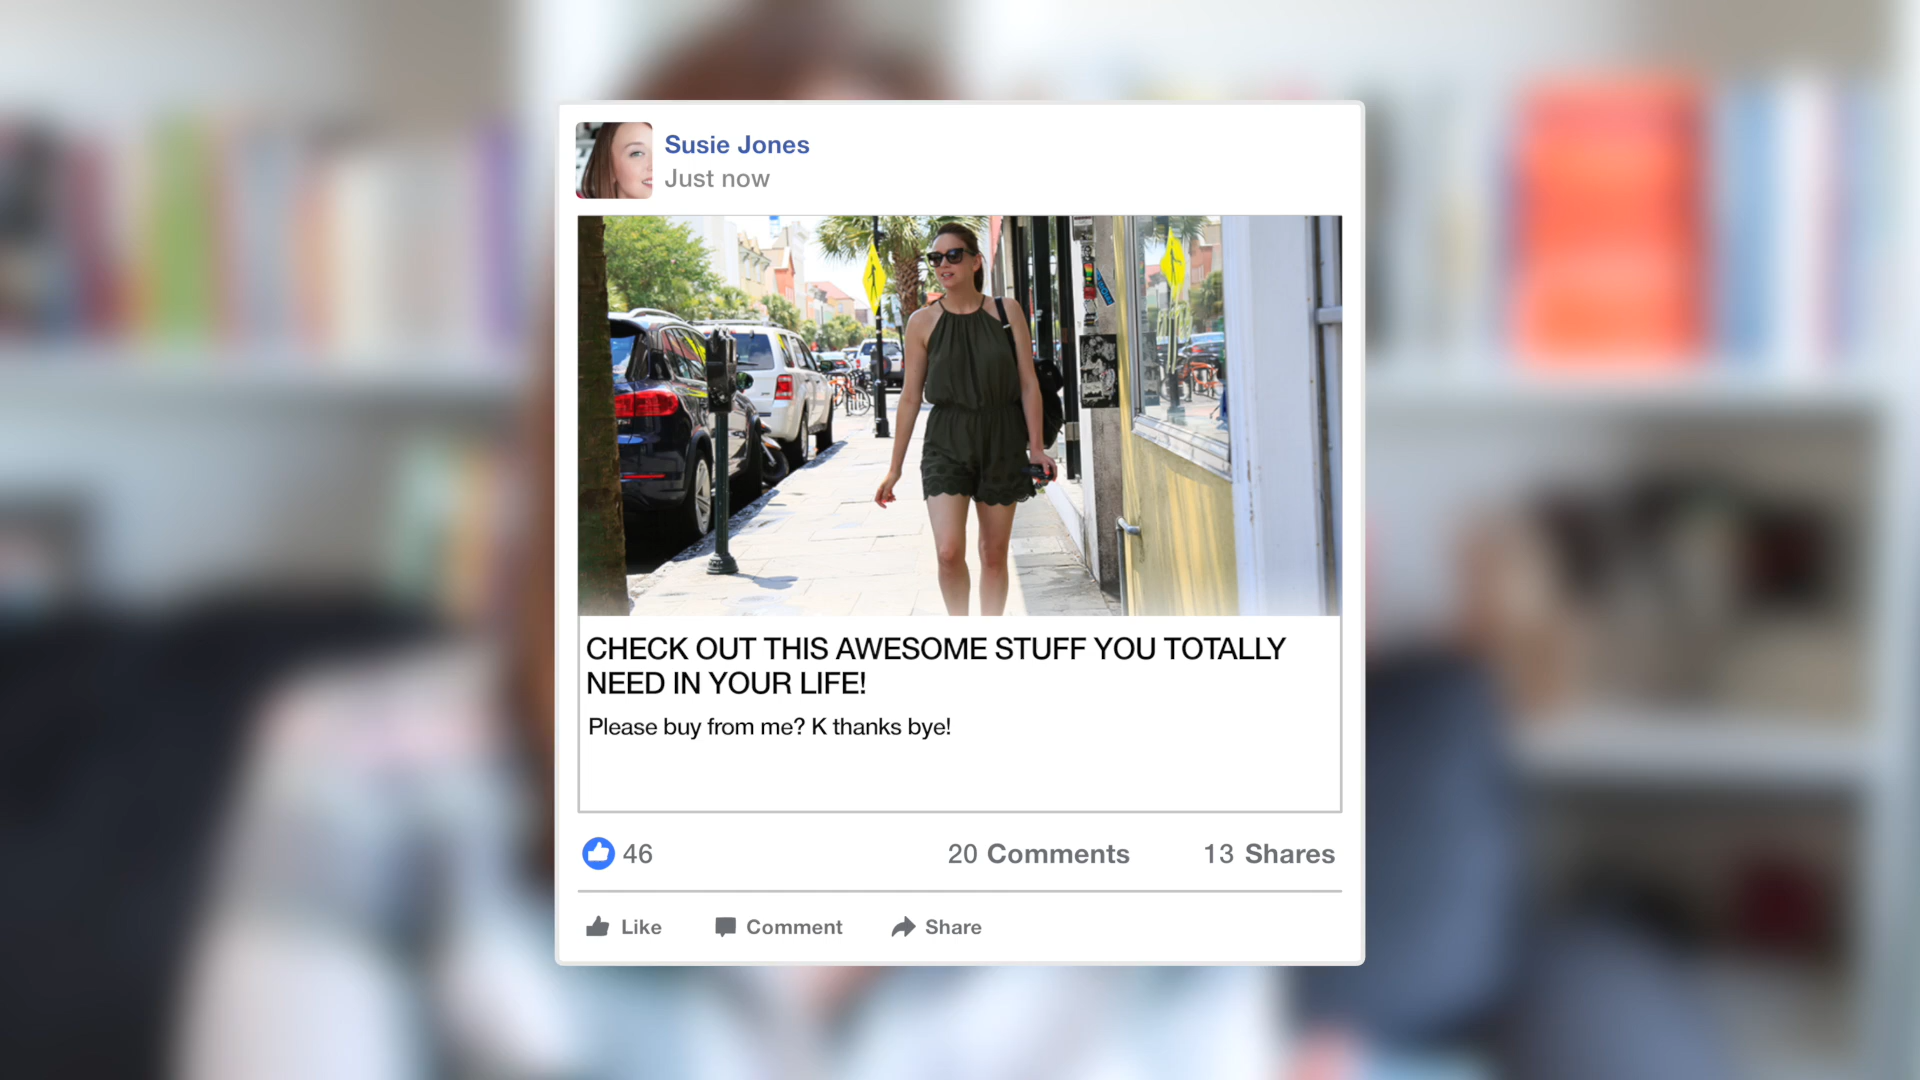 Susie Jones
Just now
CHECK OUT THIS AWESOME STUFF YOU TOTALLY
NEED IN YOUR LIFE!
Please buy from me? K thanks bye!
46
20 Comments
13 Shares
Like
Comment
Share